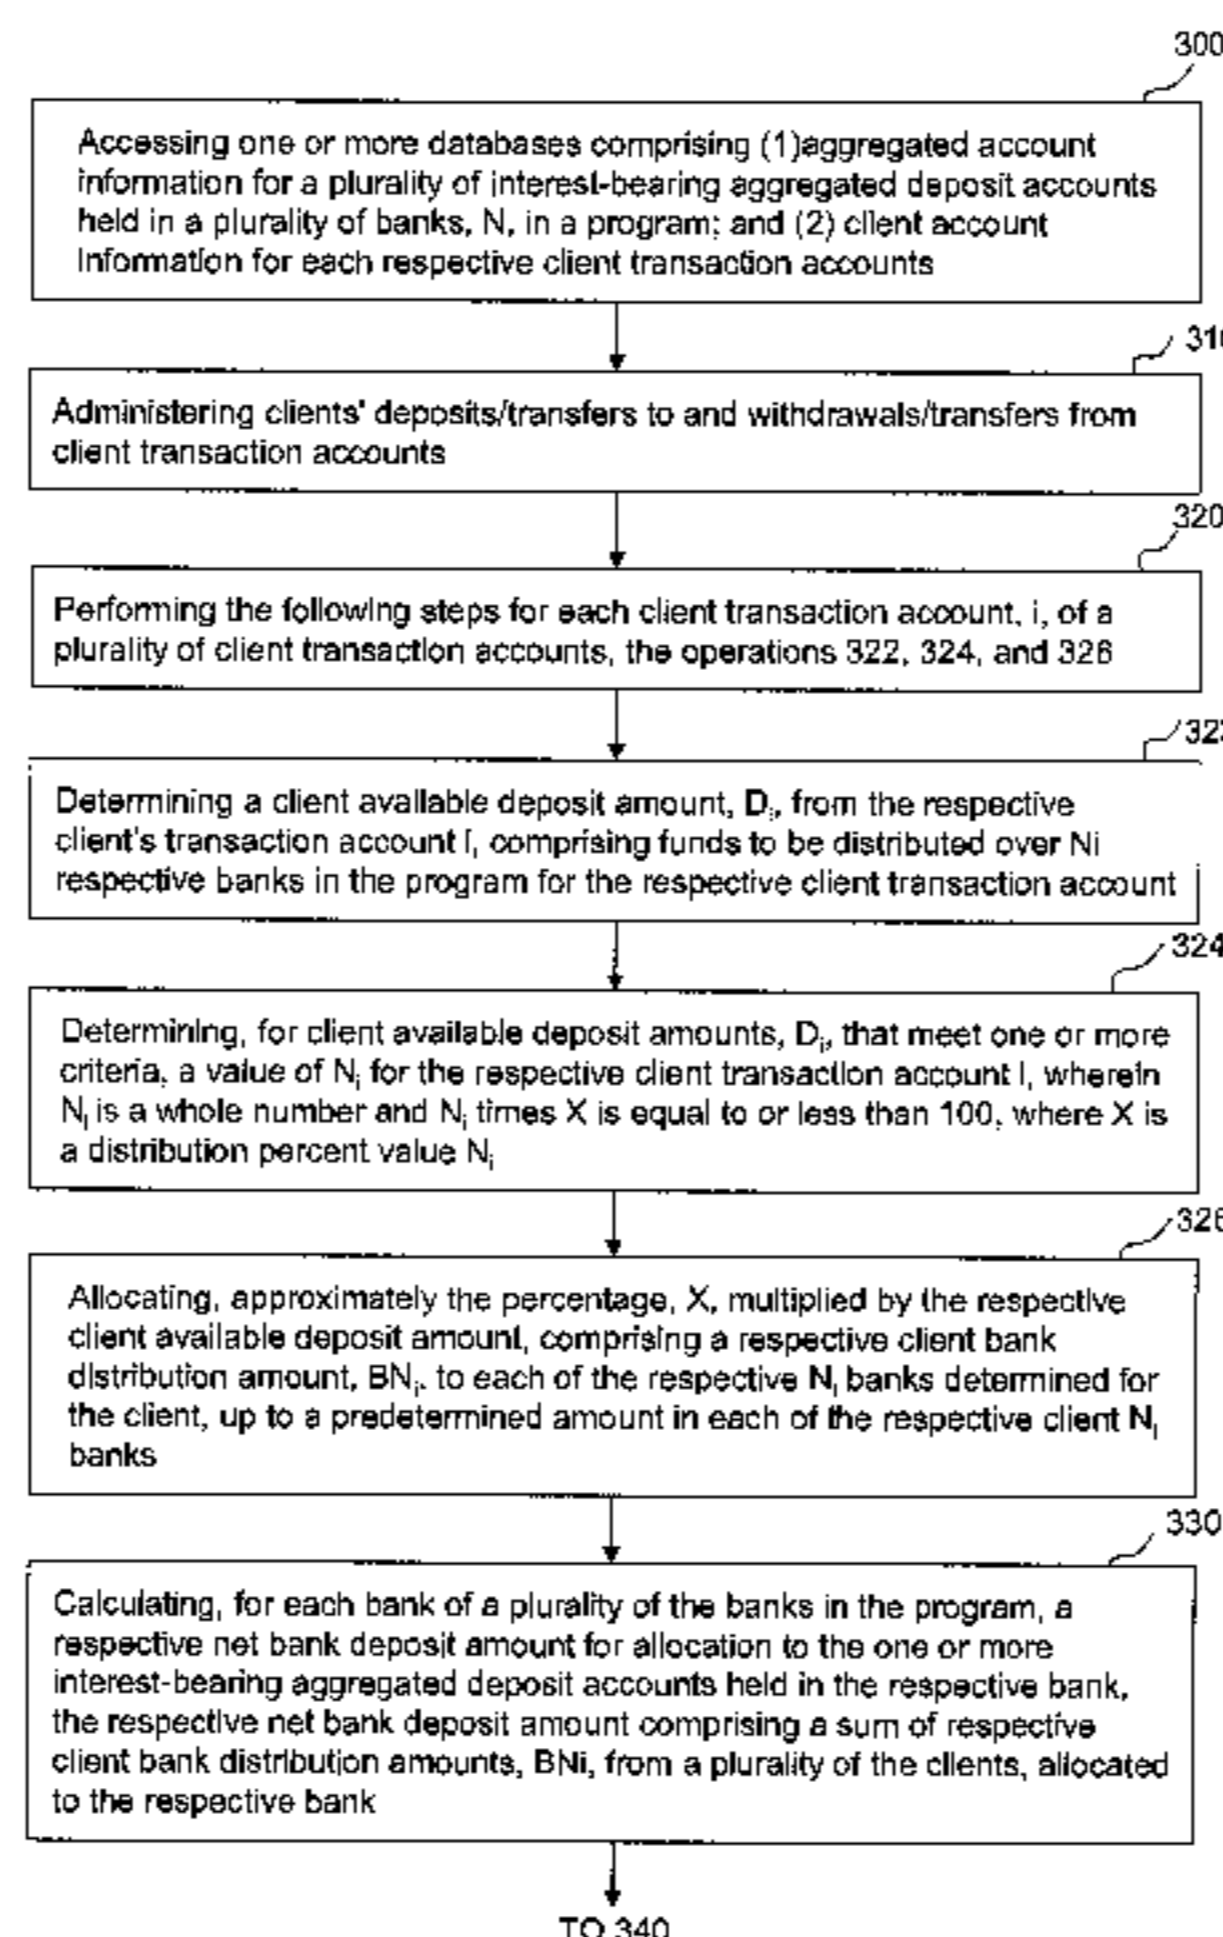 300
Accessing one or more databases comprising (1)aggregated account
information for a plurality of interest-bearing aggregated deposit accounts
held in a plurality of banks, N, in a program; and (2) client account
information for each respective client transaction accounts
310
Administering clients' deposits/transfers to and withdrawals/transfers from
client transaction accounts
320
Performing the following steps for each client transaction account, i, of a
plurality of client transaction accounts, the operations 322, 324, and 326
322
Determining a client available deposit amount, Di, from the respective
client's transaction account I, comprising funds to be distributed over Ni
respective banks in the program for the respective client transaction account
324
Determining, for client available deposit amounts, Di, that meet one or more
criteria, a value of Ni for the respective client transaction account I, wherein
Ni is a whole number and Ni times X is equal to or less than 100, where X is
a distribution percent value Ni
326
Allocating, approximately the percentage, X, multiplied by the respective
client available deposit amount, comprising a respective client bank
distribution amount, BNi, to each of the respective Ni banks determined for
the client, up to a predetermined amount in each of the respective client Ni
banks
330
Calculating, for each bank of a plurality of the banks in the program, a
respective net bank deposit amount for allocation to the one or more
interest-bearing aggregated deposit accounts held in the respective bank,
the respective net bank deposit amount comprising a sum of respective
client bank distribution amounts, BNi, from a plurality of the clients, allocated
to the respective bank
TO 340